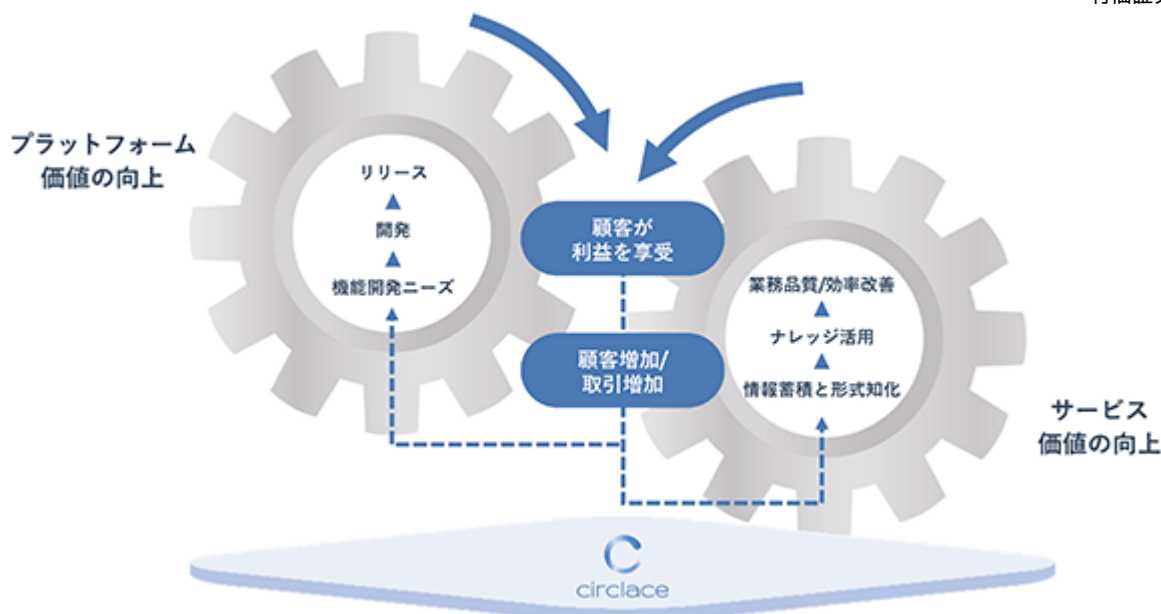 プラットフォーム
価値の向上
リリース
開発
機能開発ニーズ
顧客が
利益を享受
顧客増加/
取引増加
業務品質/効率改善
ナレッジ活用
情報蓄積と形式知化
サービス
価値の向上
circlace